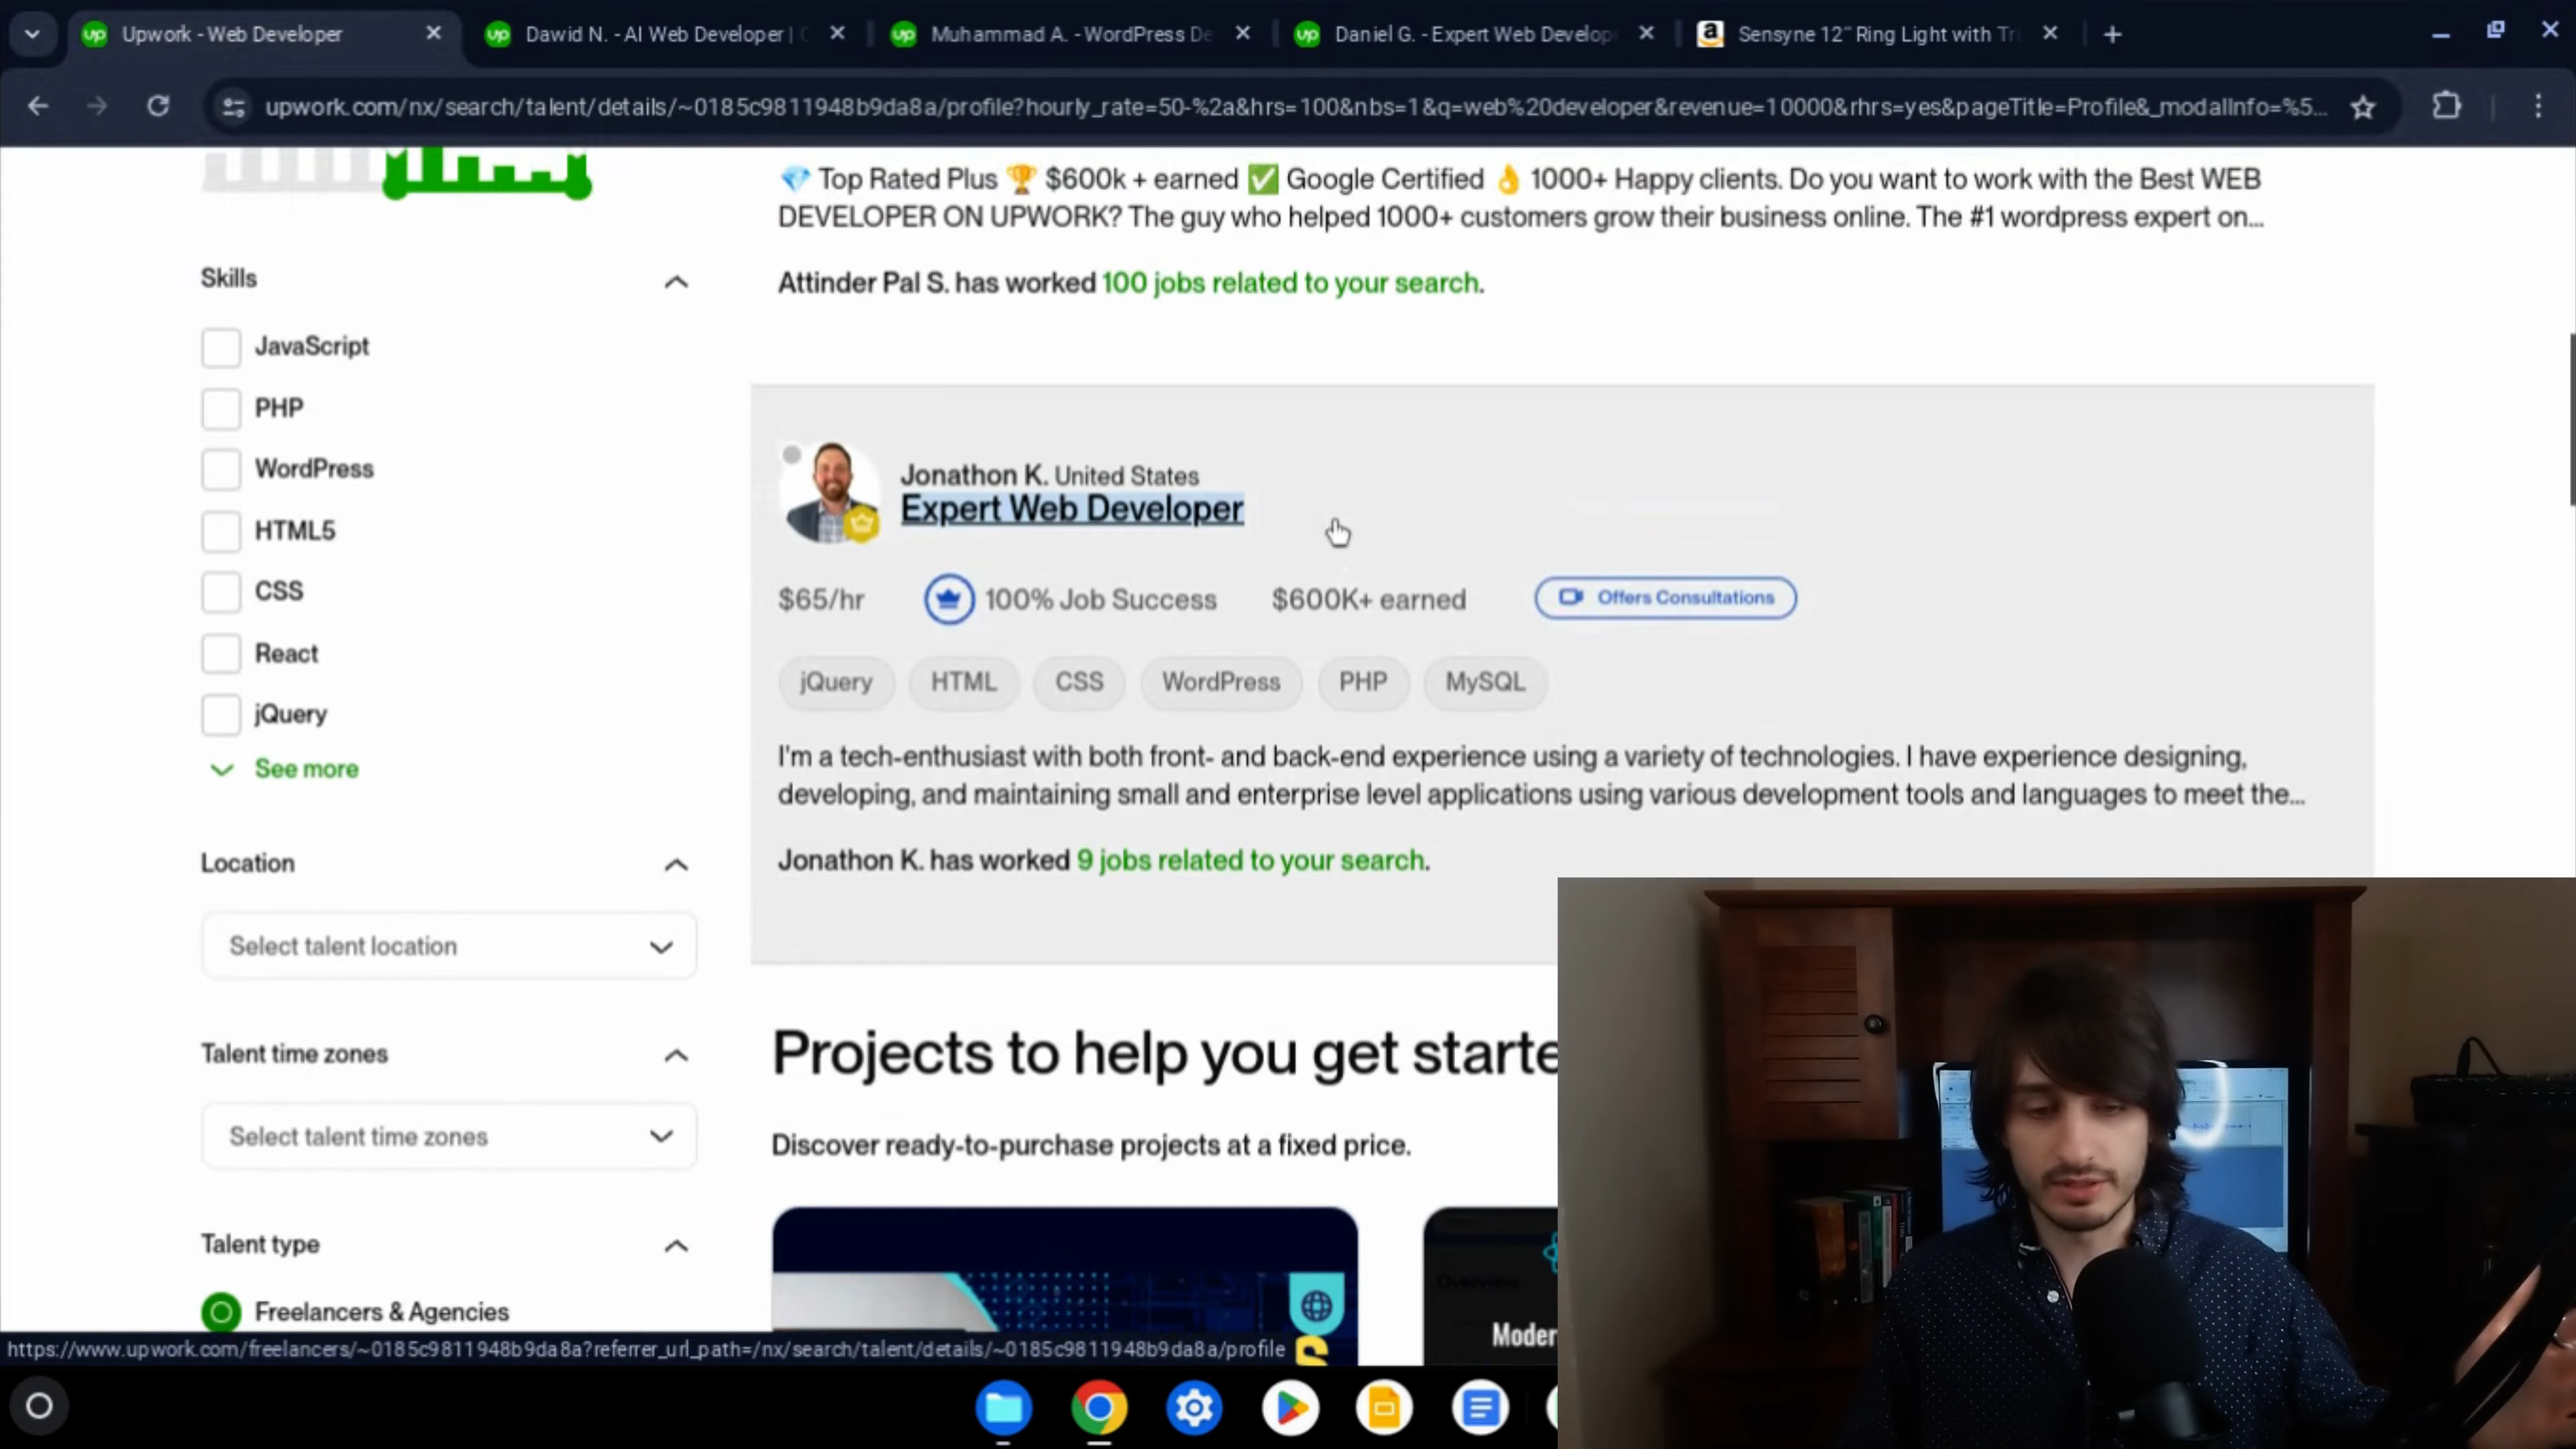 Upwork - Web Developer
Dawid N. - AI Web Developer |
Muhammad A. - WordPress De
Daniel G. - Expert Web Develop
Sensyne 12" Ring Light with Tri
upwork.com/nx/search/talent/details/~0185c9811948b9da8a/profile?hourly_rate=50-%2a&hrs=100&nbs=1&q=web%20developer&revenue=10000&rhrs=yes&pageTitle=Profile&_modalInfo=%5...
💎 Top Rated Plus 🏆 $600k + earned ✅ Google Certified 👌 1000+ Happy clients. Do you want to work with the Best WEB
DEVELOPER ON UPWORK? The guy who helped 1000+ customers grow their business online. The #1 wordpress expert on...
Attinder Pal S. has worked 100 jobs related to your search.
Skills
JavaScript
PHP
WordPress
HTML5
CSS
React
jQuery
See more
Location
Select talent location
Talent time zones
Select talent time zones
Talent type
Freelancers & Agencies
Jonathon K. United States
Expert Web Developer
$65/hr
100% Job Success
$600K+ earned
Offers Consultations
jQuery
HTML
CSS
WordPress
PHP
MySQL
I'm a tech-enthusiast with both front- and back-end experience using a variety of technologies. I have experience designing,
developing, and maintaining small and enterprise level applications using various development tools and languages to meet the...
Jonathon K. has worked 9 jobs related to your search.
Projects to help you get starte
Discover ready-to-purchase projects at a fixed price.
Overview
Moder
S
https://www.upwork.com/freelancers/~0185c9811948b9da8a?referrer_url_path=/nx/search/talent/details/~0185c9811948b9da8a/profile